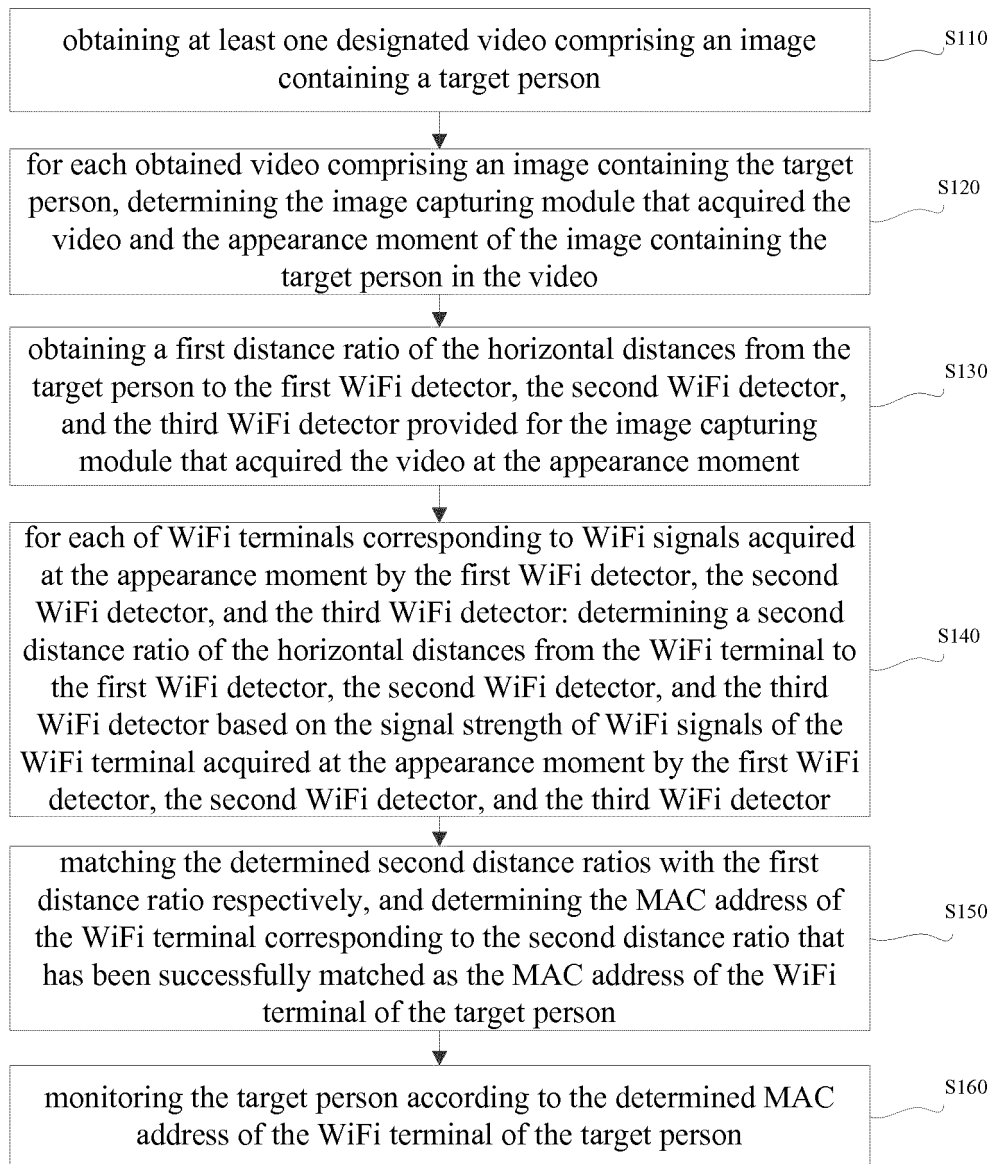 obtaining at least one designated video comprising an image
containing a target person
S110
for each obtained video comprising an image containing the target
person, determining the image capturing module that acquired the
video and the appearance moment of the image containing the
target person in the video
S120
obtaining a first distance ratio of the horizontal distances from the
target person to the first WiFi detector, the second WiFi detector,
and the third WiFi detector provided for the image capturing
module that acquired the video at the appearance moment
S130
for each of WiFi terminals corresponding to WiFi signals acquired
at the appearance moment by the first WiFi detector, the second
WiFi detector, and the third WiFi detector: determining a second
distance ratio of the horizontal distances from the WiFi terminal to
the first WiFi detector, the second WiFi detector, and the third
WiFi detector based on the signal strength of WiFi signals of the
WiFi terminal acquired at the appearance moment by the first WiFi
detector, the second WiFi detector, and the third WiFi detector
S140
matching the determined second distance ratios with the first
distance ratio respectively, and determining the MAC address of
the WiFi terminal corresponding to the second distance ratio that
has been successfully matched as the MAC address of the WiFi
terminal of the target person
S150
monitoring the target person according to the determined MAC
address of the WiFi terminal of the target person
S160